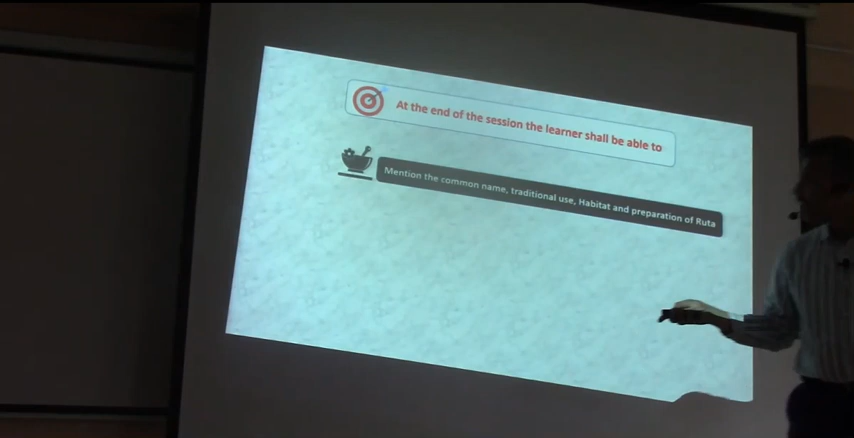 At the end of the session the learner shall be able to
Mention the common name, traditional use, Habitat and preparation of Ruta